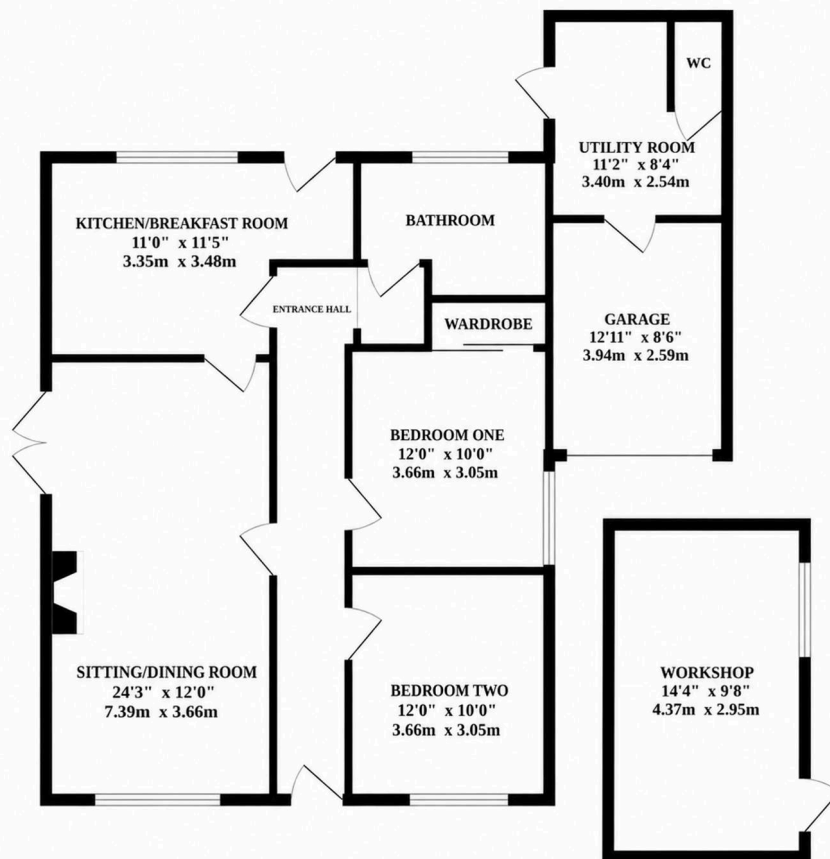 WC
UTILITY ROOM
11'2" x 8'4"
3.40m x 2.54m
KITCHEN/BREAKFAST ROOM
11'0" x 11'5"
3.35m x 3.48m
BATHROOM
ENTRANCE HALL
WARDROBE
GARAGE
12'11" x 8'6"
3.94m x 2.59m
BEDROOM ONE
12'0" x 10'0"
3.66m x 3.05m
SITTING/DINING ROOM
24'3" x 12'0"
7.39m x 3.66m
BEDROOM TWO
12'0" x 10'0"
3.66m x 3.05m
WORKSHOP
14'4" x 9'8"
4.37m x 2.95m